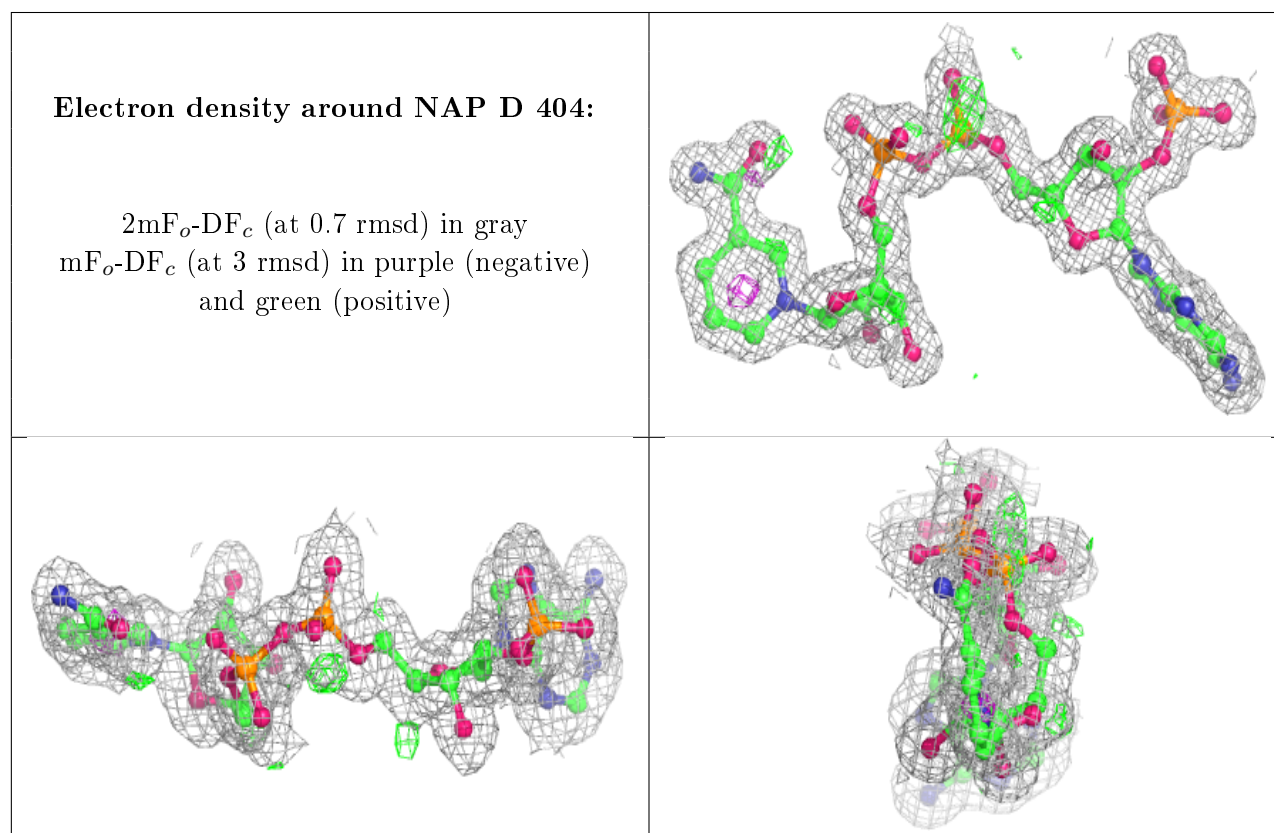 Electron density around NAP D 404:
2mFₒ-DF𝒸 (at 0.7 rmsd) in gray
mFₒ-DF𝒸 (at 3 rmsd) in purple (negative)
and green (positive)